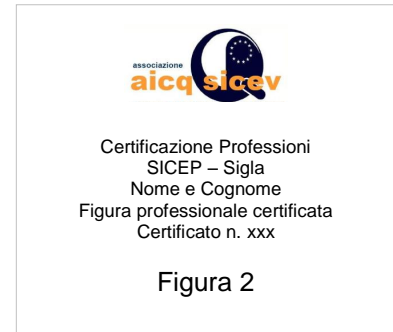 associazione
aicq sicev
Certificazione Professioni
SICEP – Sigla
Nome e Cognome
Figura professionale certificata
Certificato n. xxx
Figura 2